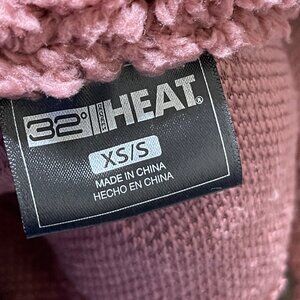 32° HEAT®
XS/S
MADE IN CHINA
HECHO EN CHINA